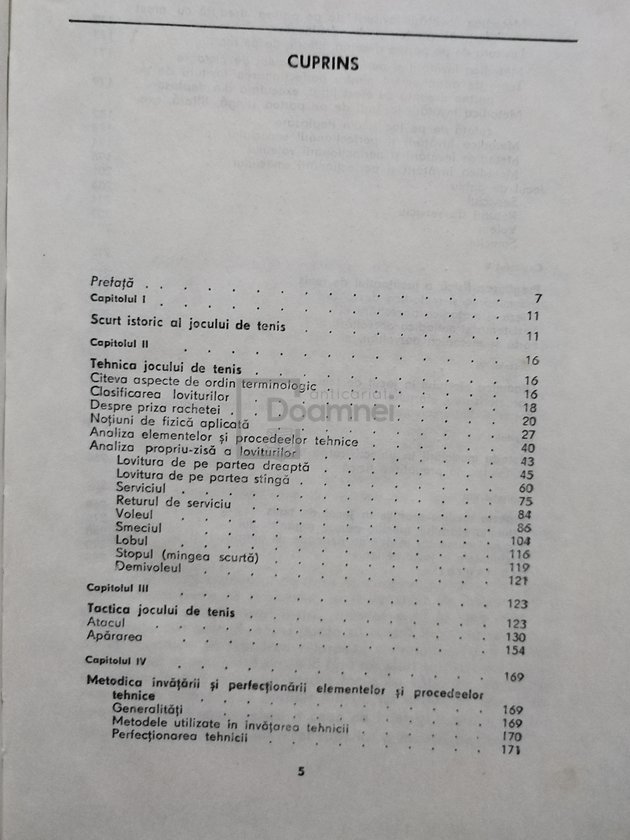 CUPRINS
Prefață . . . . . . . . . . . . . 7
Capitolul I . . . . . . . . . . . . . 11
Scurt istoric al jocului de tenis . . . . . . . . 11
Capitolul II . . . . . . . . . . . . 16
Tehnica jocului de tenis . . . . . . . . . . 16
Citeva aspecte de ordin terminologic . . . . . . . 16
Clasificarea loviturilor . . . . . . . . . . 18
Despre priza rachetei . . . . . . . . . . 20
Noțiuni de fizică aplicată . . . . . . . . . 27
Analiza elementelor și procedeelor tehnice . . . . . . 40
Analiza propriu-zisă a loviturilor . . . . . . . . 43
Lovitura de pe partea dreaptă . . . . . . . 45
Lovitura de pe partea stîngă . . . . . . . . 60
Serviciul . . . . . . . . . . . . 75
Returul de serviciu . . . . . . . . . . 84
Voleul . . . . . . . . . . . . 86
Smeciul . . . . . . . . . . . . 104
Lobul . . . . . . . . . . . . 116
Stopul (mingea scurtă) . . . . . . . . . 119
Demivoleul . . . . . . . . . . . 121
Capitolul III . . . . . . . . . . . . 123
Tactica jocului de tenis . . . . . . . . . . 123
Atacul . . . . . . . . . . . . . 130
Apărarea . . . . . . . . . . . . 154
Capitolul IV . . . . . . . . . . . . 169
Metodica învățării și perfecționării elementelor și procedeelor
tehnice . . . . . . . . . . . . 169
Generalități . . . . . . . . . . . 169
Metodele utilizate în învățarea tehnicii . . . . . 170
Perfecționarea tehnicii . . . . . . . . . 171
5
anticariat
Doamnei